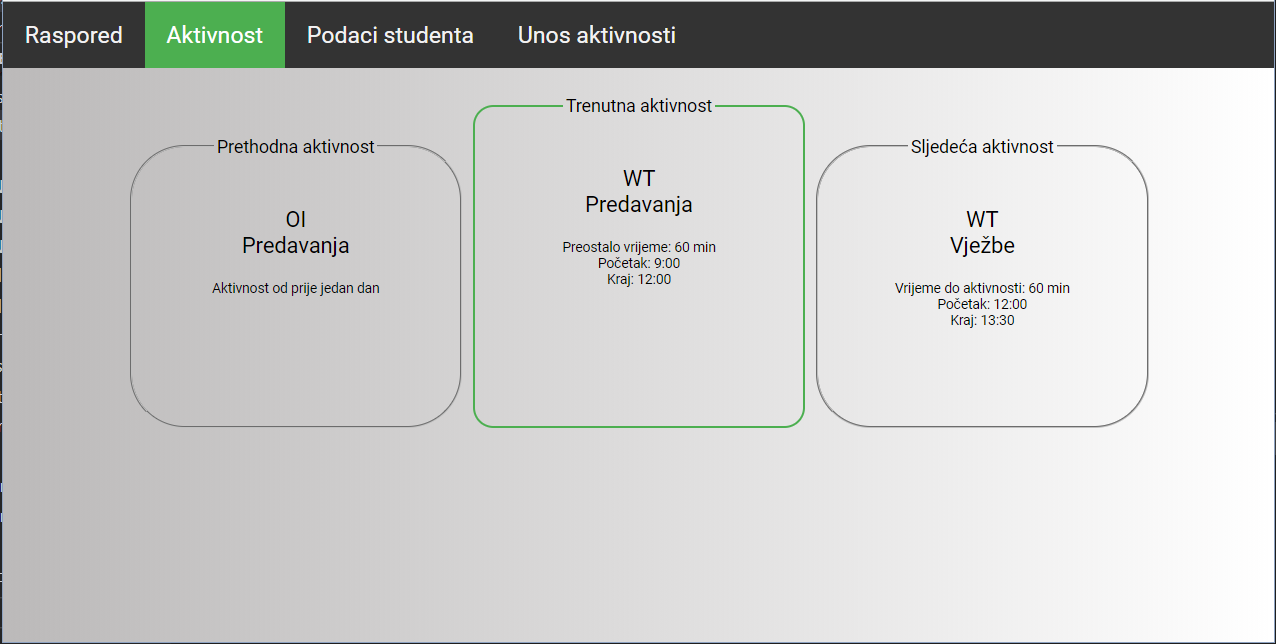 Raspored
Aktivnost
Podaci studenta
Unos aktivnosti
Prethodna aktivnost
OI
Predavanja
Aktivnost od prije jedan dan
Trenutna aktivnost
WT
Predavanja
Preostalo vrijeme: 60 min
Početak: 9:00
Kraj: 12:00
Sljedeća aktivnost
WT
Vježbe
Vrijeme do aktivnosti: 60 min
Početak: 12:00
Kraj: 13:30